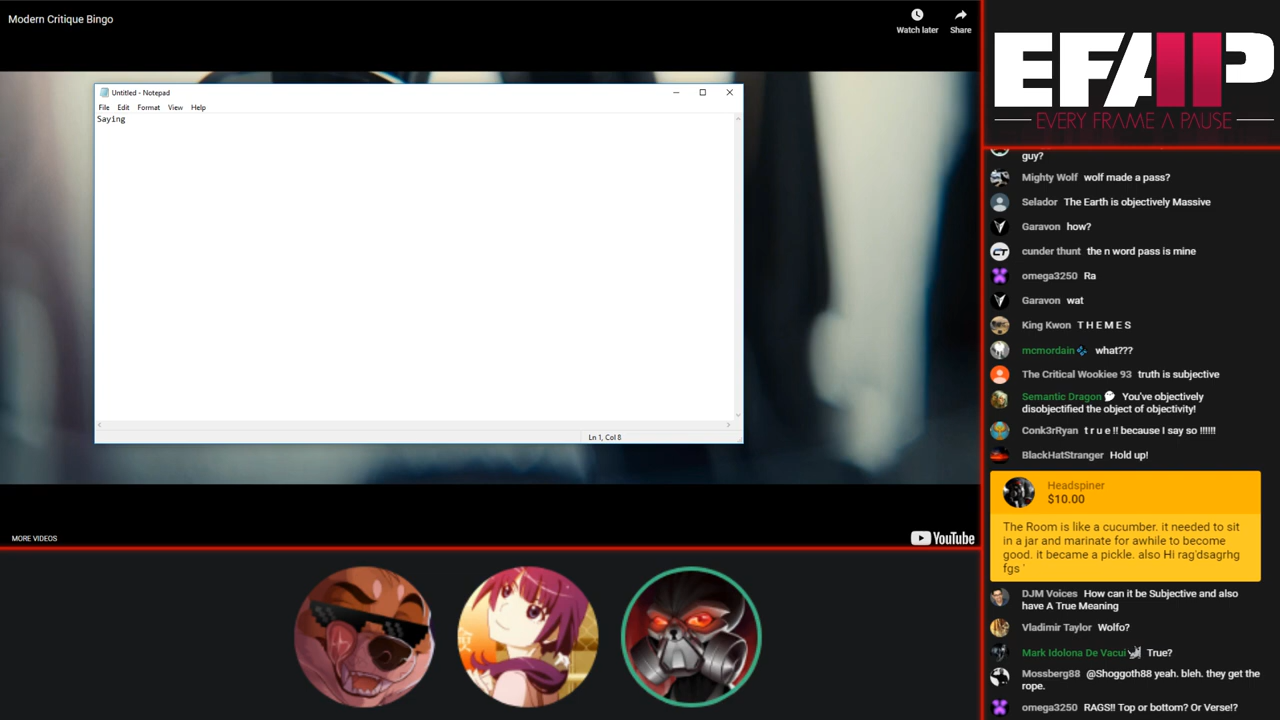 Modern Critique Bingo
Watch later
Share
Untitled - Notepad
File Edit Format View Help
Saying
Ln 1, Col 8
MORE VIDEOS
YouTube
EFAP
EVERY FRAME A PAUSE
guy?
Mighty Wolf wolf made a pass?
Selador The Earth is objectively Massive
Garavon how?
cunder thunt the n word pass is mine
omega3250 Ra
Garavon wat
King Kwon T H E M E S
mcmordain what???
The Critical Wookiee 93 truth is subjective
Semantic Dragon You've objectively
disobjectified the object of objectivity!
Conk3rRyan t r u e !! because I say so !!!!!!
BlackHatStranger Hold up!
Headspiner
$10.00
The Room is like a cucumber. it needed to sit
in a jar and marinate for awhile to become
good. it became a pickle. also Hi rag'dsagrhg
fgs '
DJM Voices How can it be Subjective and also
have A True Meaning
Vladimir Taylor Wolfo?
Mark Idolona De Vacui True?
Mossberg88 @Shoggoth88 yeah. bleh. they get the
rope.
omega3250 RAGS!! Top or bottom? Or Verse!?